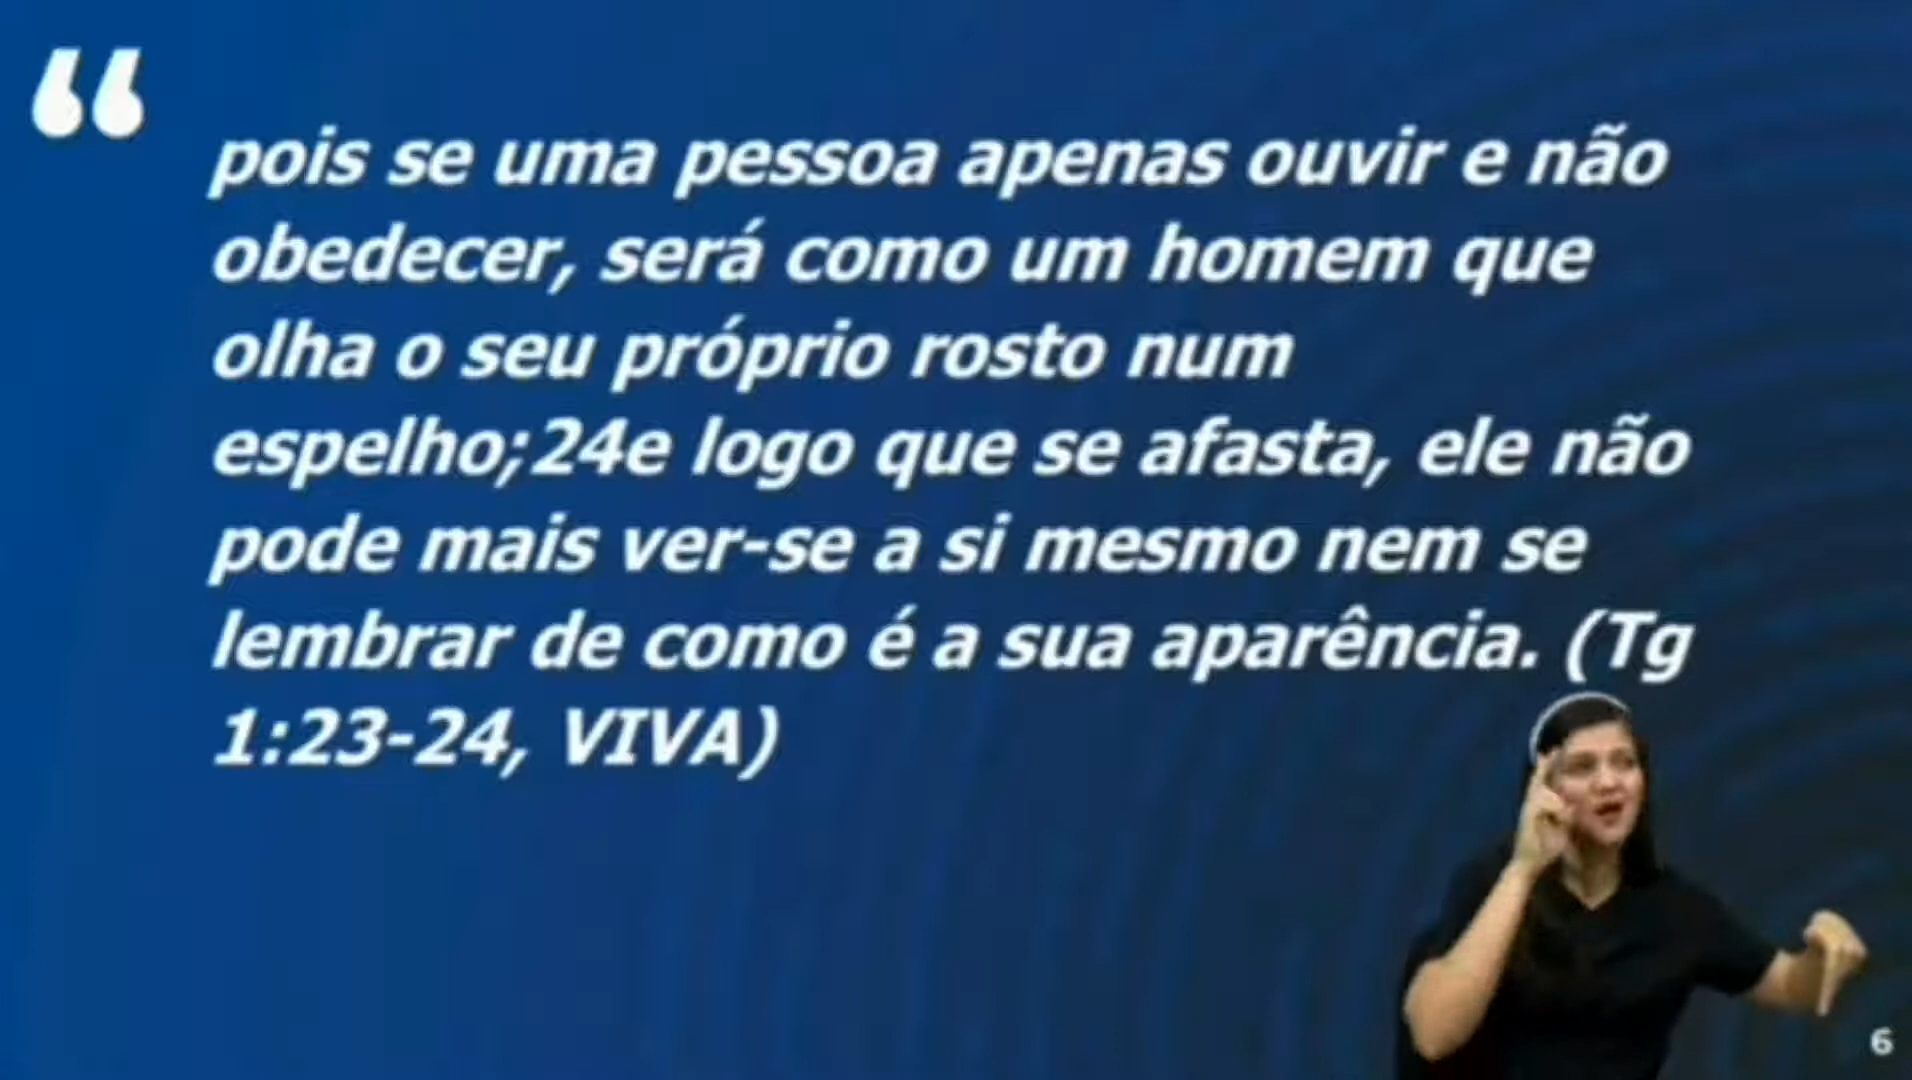 “
pois se uma pessoa apenas ouvir e não
obedecer, será como um homem que
olha o seu próprio rosto num
espelho;24e logo que se afasta, ele não
pode mais ver-se a si mesmo nem se
lembrar de como é a sua aparência. (Tg
1:23-24, VIVA)
6